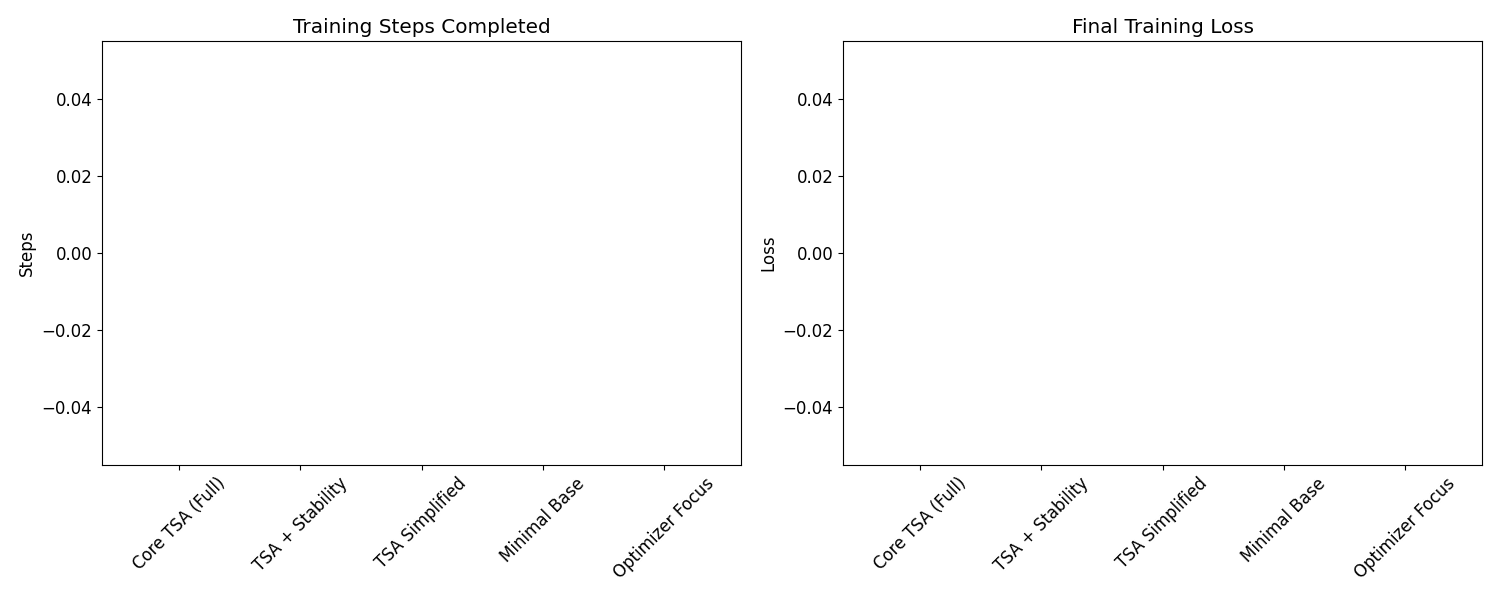 Training Steps Completed
Steps
0.04
0.02
0.00
−0.02
−0.04
Core TSA (Full)
TSA + Stability
TSA Simplified
Minimal Base
Optimizer Focus
Final Training Loss
Loss
0.04
0.02
0.00
−0.02
−0.04
Core TSA (Full)
TSA + Stability
TSA Simplified
Minimal Base
Optimizer Focus